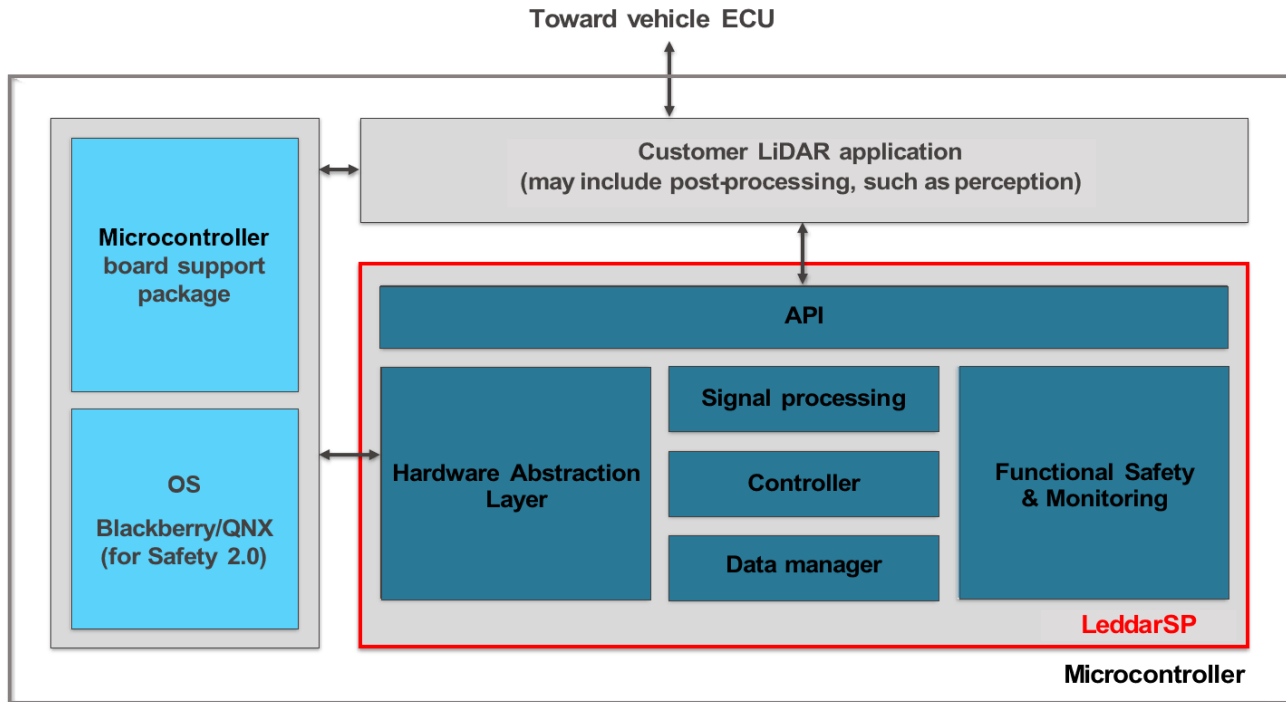 Toward vehicle ECU
Customer LiDAR application
(may include post-processing, such as perception)
Microcontroller
board support
package
API
Signal processing
Hardware Abstraction
Layer
Controller
Functional Safety
& Monitoring
OS
Blackberry/QNX
(for Safety 2.0)
Data manager
LeddarSP
Microcontroller